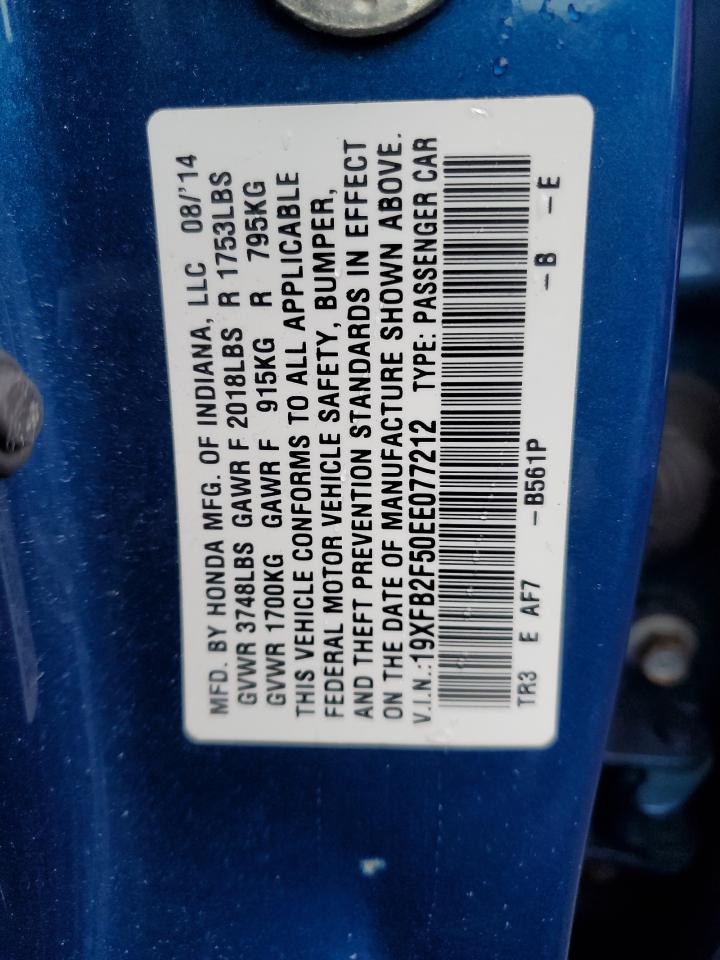 MFD. BY HONDA MFG. OF INDIANA, LLC 08/'14
GVWR 3748LBS GAWR F 2018LBS R 1753LBS
GVWR 1700KG GAWR F 915KG R 795KG
THIS VEHICLE CONFORMS TO ALL APPLICABLE
FEDERAL MOTOR VEHICLE SAFETY, BUMPER,
AND THEFT PREVENTION STANDARDS IN EFFECT
ON THE DATE OF MANUFACTURE SHOWN ABOVE.
V.I.N.:19XFB2F50EE077212 TYPE: PASSENGER CAR
TR3 E AF7 -B561P -B -E